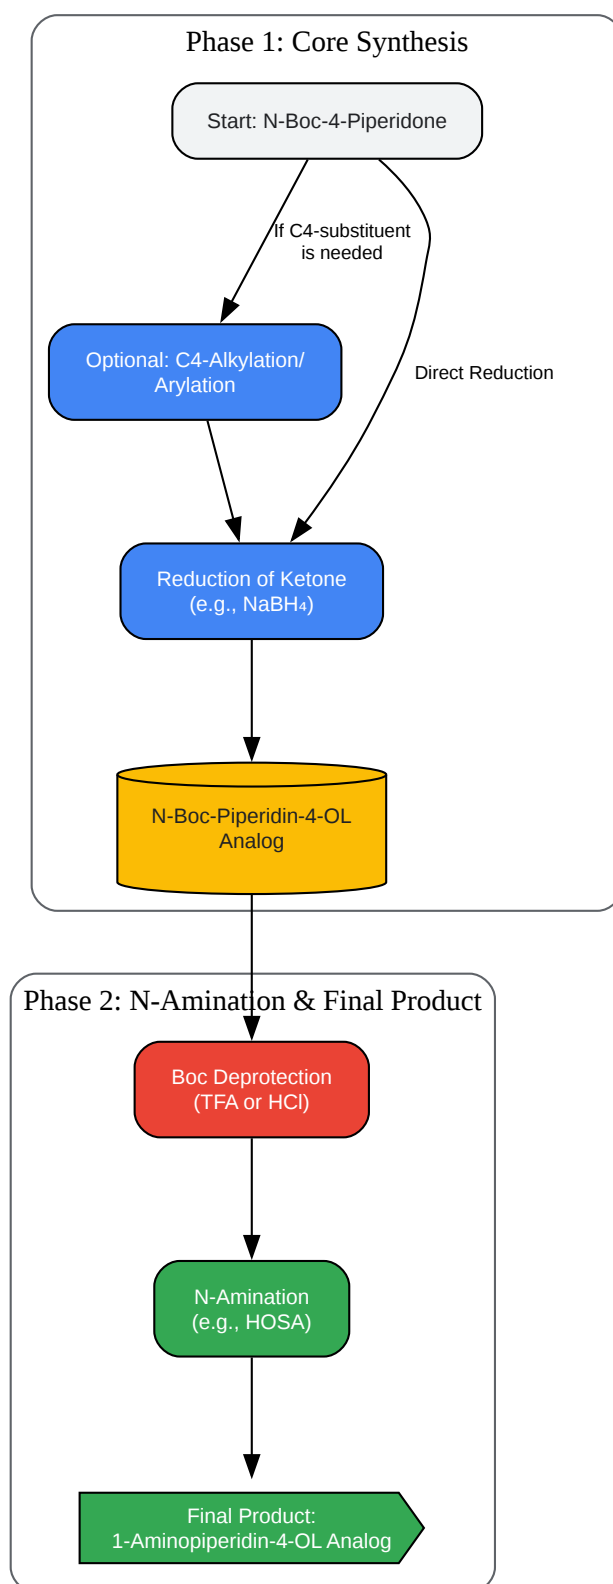 Phase 1: Core Synthesis
Start: N-Boc-4-Piperidone
If C4-substituent
is needed
Optional: C4-Alkylation/
Arylation
Direct Reduction
Reduction of Ketone
(e.g., NaBH₄)
N-Boc-Piperidin-4-OL
Analog
Phase 2: N-Amination & Final Product
Boc Deprotection
(TFA or HCl)
N-Amination
(e.g., HOSA)
Final Product:
1-Aminopiperidin-4-OL Analog